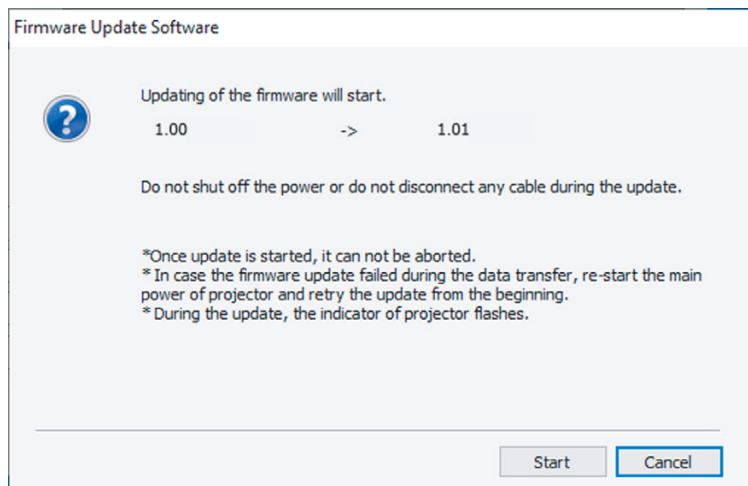 Firmware Update Software
Updating of the firmware will start.
1.00 -> 1.01
Do not shut off the power or do not disconnect any cable during the update.
*Once update is started, it can not be aborted.
* In case the firmware update failed during the data transfer, re-start the main
power of projector and retry the update from the beginning.
* During the update, the indicator of projector flashes.
Start Cancel